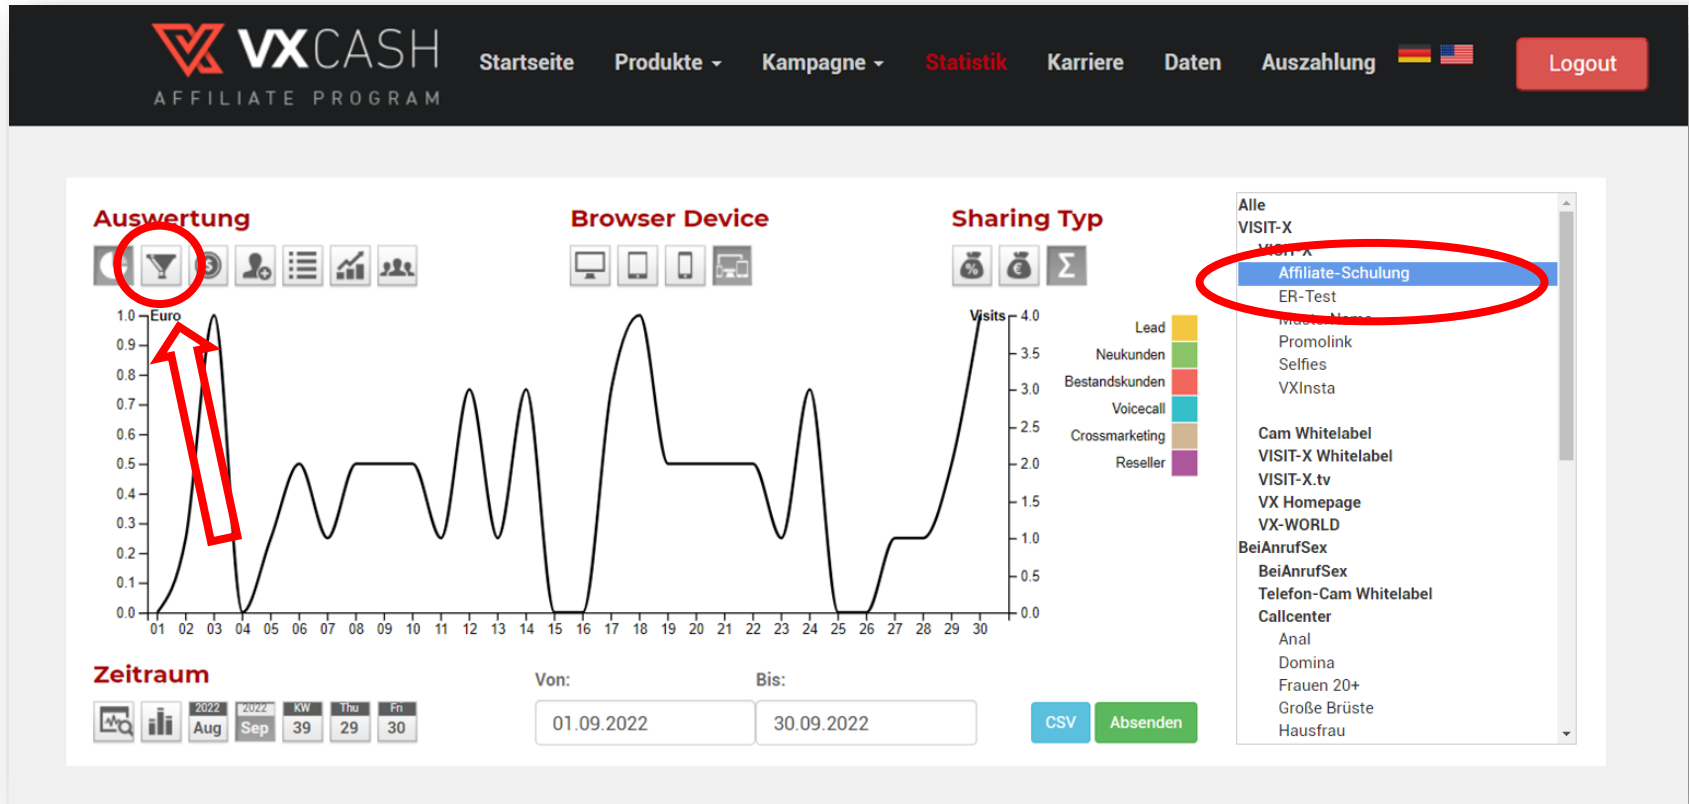 VXCASH
AFFILIATE PROGRAM
Startseite Produkte Kampagne Statistik Karriere Daten Auszahlung Logout
Auswertung
Browser Device
Sharing Typ
1.0 Euro
0.9
0.8
0.7
0.6
0.5
0.4
0.3
0.2
0.1
0.0
01 02 03 04 05 06 07 08 09 10 11 12 13 14 15 16 17 18 19 20 21 22 23 24 25 26 27 28 29 30
Visits 4.0
3.5
3.0
2.5
2.0
1.5
1.0
0.5
0.0
Lead
Neukunden
Bestandskunden
Voicecall
Crossmarketing
Reseller
Alle
VISIT-X
VISIT-X
Affiliate-Schulung
ER-Test
MusterName
Promolink
Selfies
VXInsta
Cam Whitelabel
VISIT-X Whitelabel
VISIT-X.tv
VX Homepage
VX-WORLD
BeiAnrufSex
BeiAnrufSex
Telefon-Cam Whitelabel
Callcenter
Anal
Domina
Frauen 20+
Große Brüste
Hausfrau
Zeitraum
2022 Aug
2022 Sep
KW 39
Thu 29
Fri 30
Von:
01.09.2022
Bis:
30.09.2022
CSV
Absenden